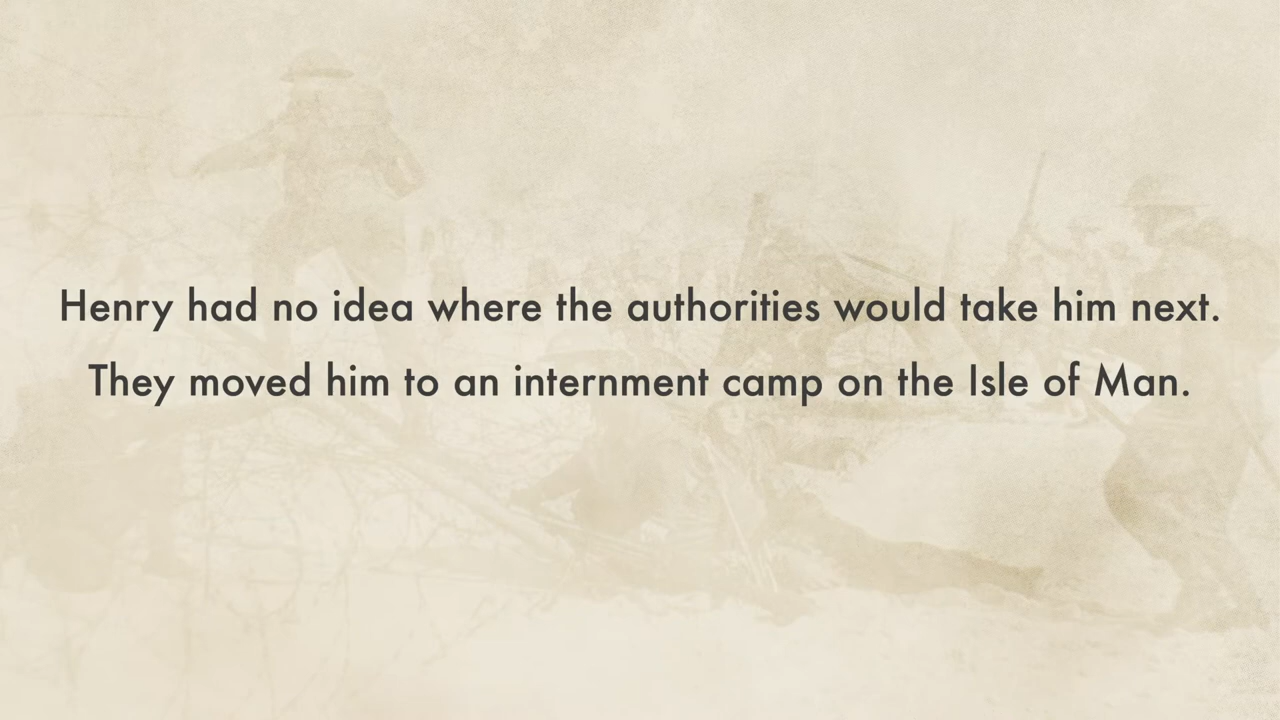 Henry had no idea where the authorities would take him next.
They moved him to an internment camp on the Isle of Man.